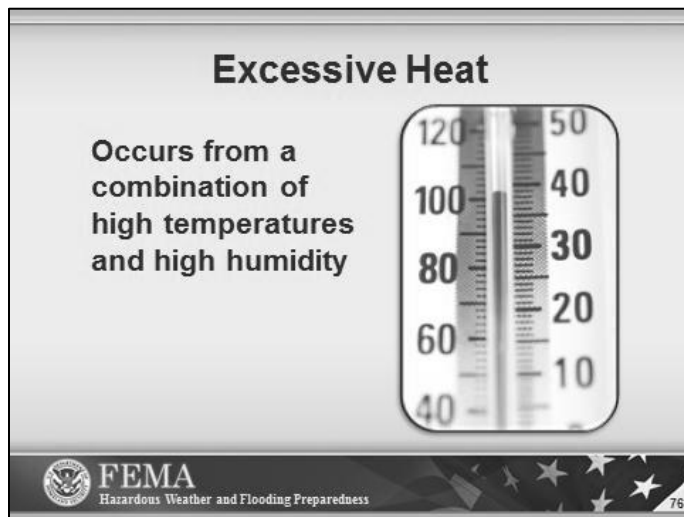 Excessive Heat
Occurs from a
combination of
high temperatures
and high humidity
120 50
100 40
80 30
60 20
40 10
FEMA
Hazardous Weather and Flooding Preparedness
76